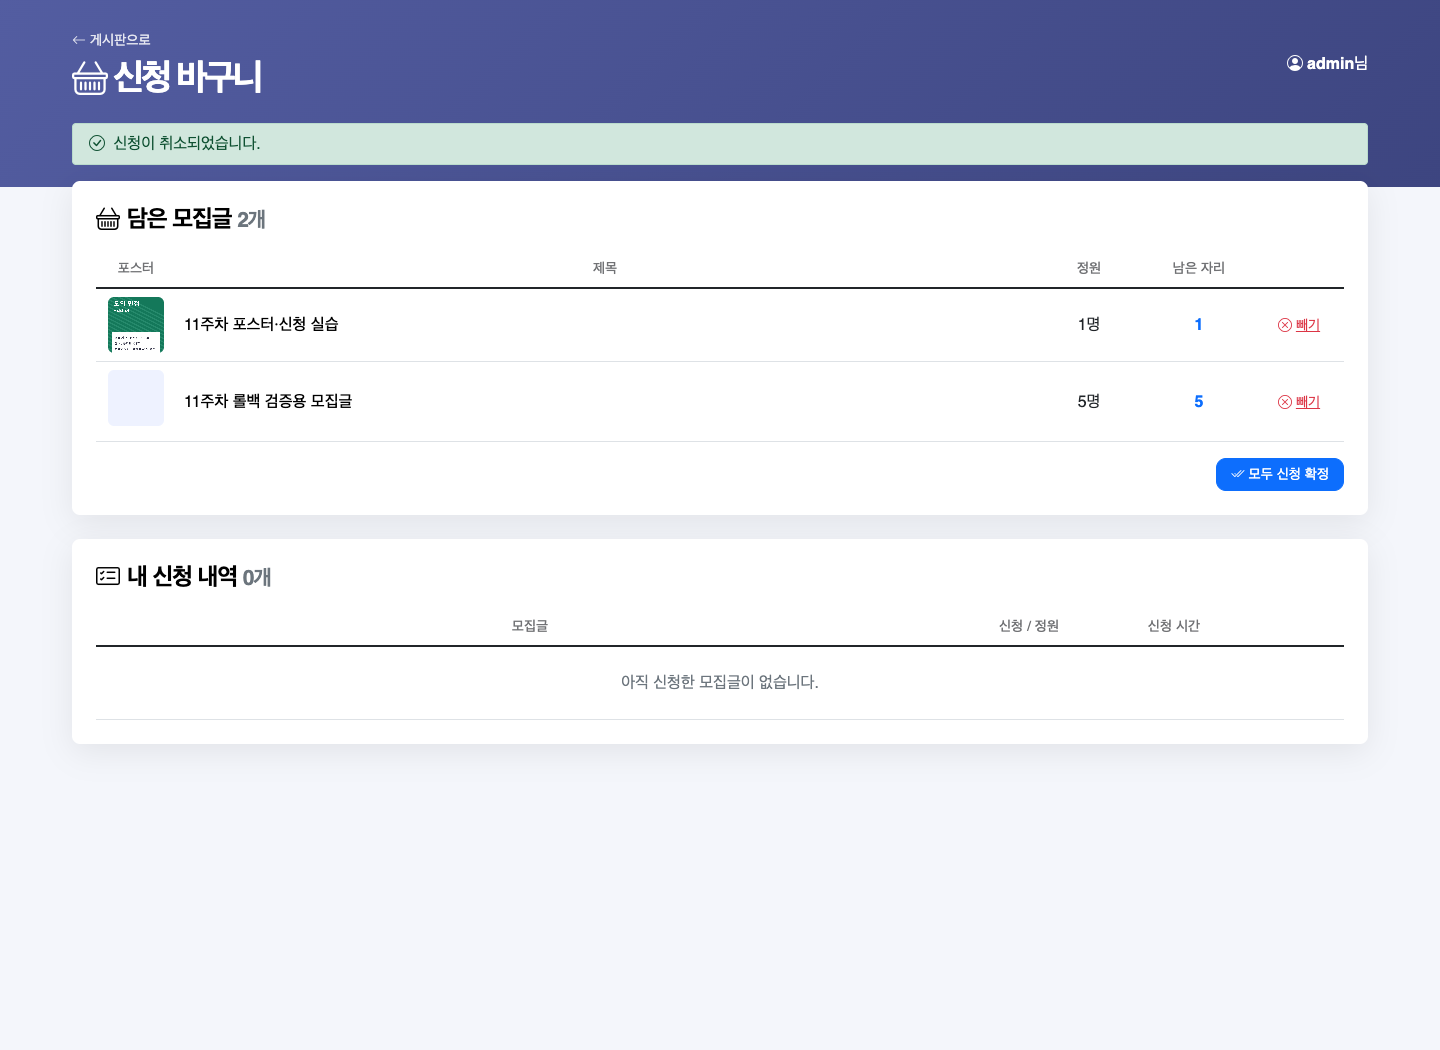 게시판으로
신청 바구니
admin님
신청이 취소되었습니다.
담은 모집글 2개
포스터 제목 정원 남은 자리
11주차 포스터·신청 실습 1명 1 빼기
11주차 롤백 검증용 모집글 5명 5 빼기
모두 신청 확정
내 신청 내역 0개
모집글 신청 / 정원 신청 시간
아직 신청한 모집글이 없습니다.